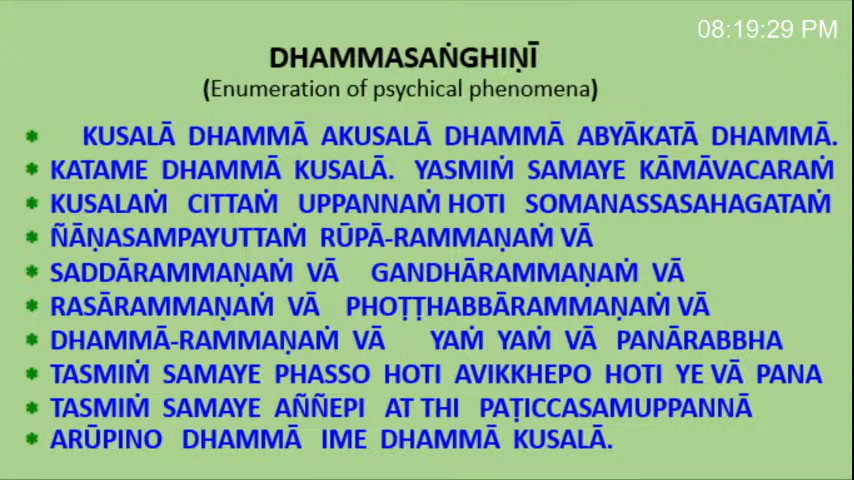 08:19:29 PM
DHAMMASAṄGHIṆĪ
(Enumeration of psychical phenomena)
* KUSALĀ DHAMMĀ AKUSALĀ DHAMMĀ ABYĀKATĀ DHAMMĀ.
* KATAME DHAMMĀ KUSALĀ. YASMIṀ SAMAYE KĀMĀVACARAṀ
* KUSALAṀ CITTAṀ UPPANNAṀ HOTI SOMANASSASAHAGATAṀ
* ÑĀṆASAMPAYUTTAṀ RŪPĀ-RAMMAṆAṀ VĀ
* SADDĀRAMMAṆAṀ VĀ GANDHĀRAMMAṆAṀ VĀ
* RASĀRAMMAṆAṀ VĀ PHOṬṬHABBĀRAMMAṆAṀ VĀ
* DHAMMĀ-RAMMAṆAṀ VĀ YAṀ YAṀ VĀ PANĀRABBHA
* TASMIṀ SAMAYE PHASSO HOTI AVIKKHEPO HOTI YE VĀ PANA
* TASMIṀ SAMAYE AÑÑEPI AT THI PAṬICCASAMUPPANNĀ
* ARŪPINO DHAMMĀ IME DHAMMĀ KUSALĀ.